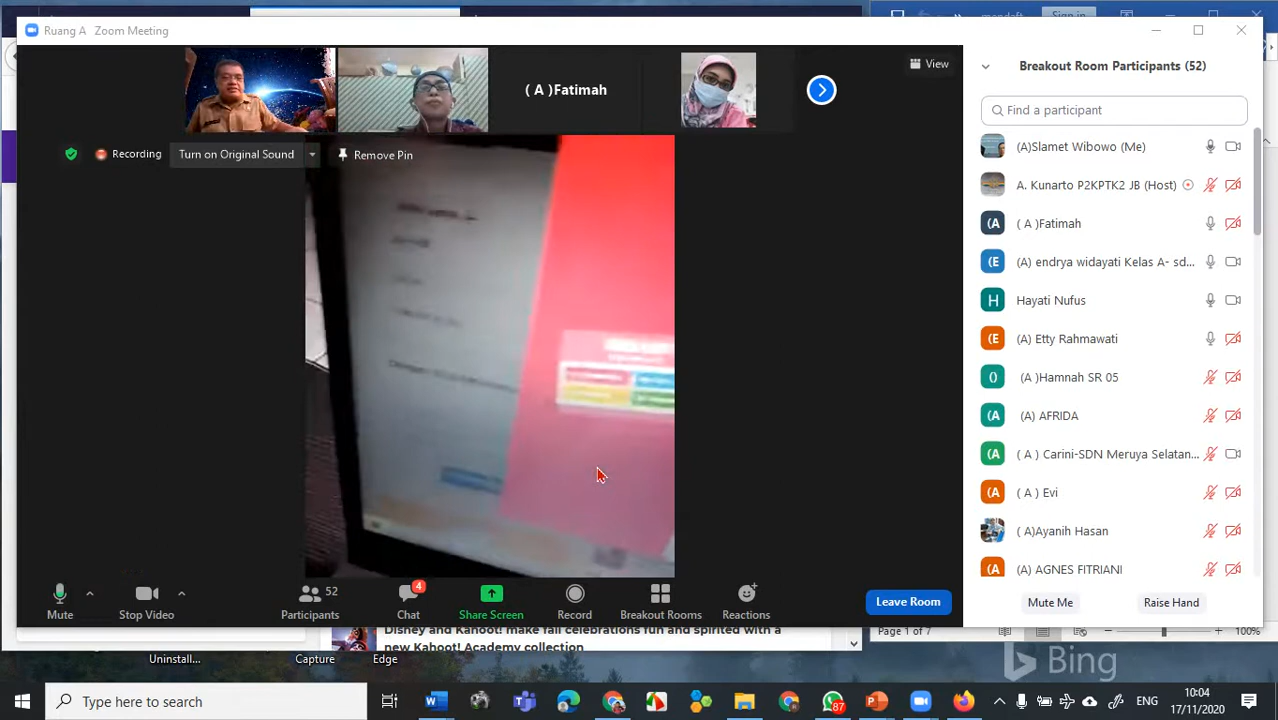 Sign in
Ruang A Zoom Meeting
( A )Fatimah
View
Recording
Turn on Original Sound
Remove Pin
Breakout Room Participants (52)
Find a participant
(A)Slamet Wibowo (Me)
A. Kunarto P2KPTK2 JB (Host)
(A ( A )Fatimah
(E (A) endrya widayati Kelas A- sd...
H Hayati Nufus
(E (A) Etty Rahmawati
() (A )Hamnah SR 05
(A (A) AFRIDA
(A ( A ) Carini-SDN Meruya Selatan...
(A ( A ) Evi
( A)Ayanih Hasan
(A (A) AGNES FITRIANI
Mute Me
Raise Hand
Mute
Stop Video
52
Participants
4
Chat
Share Screen
Record
Breakout Rooms
Reactions
Leave Room
Disney and Kahoot! make fall celebrations fun and spirited with a
new Kahoot! Academy collection
Page 1 of 7
100%
Uninstall...
Capture
Edge
Bing
Type here to search
87
ENG
10:04
17/11/2020